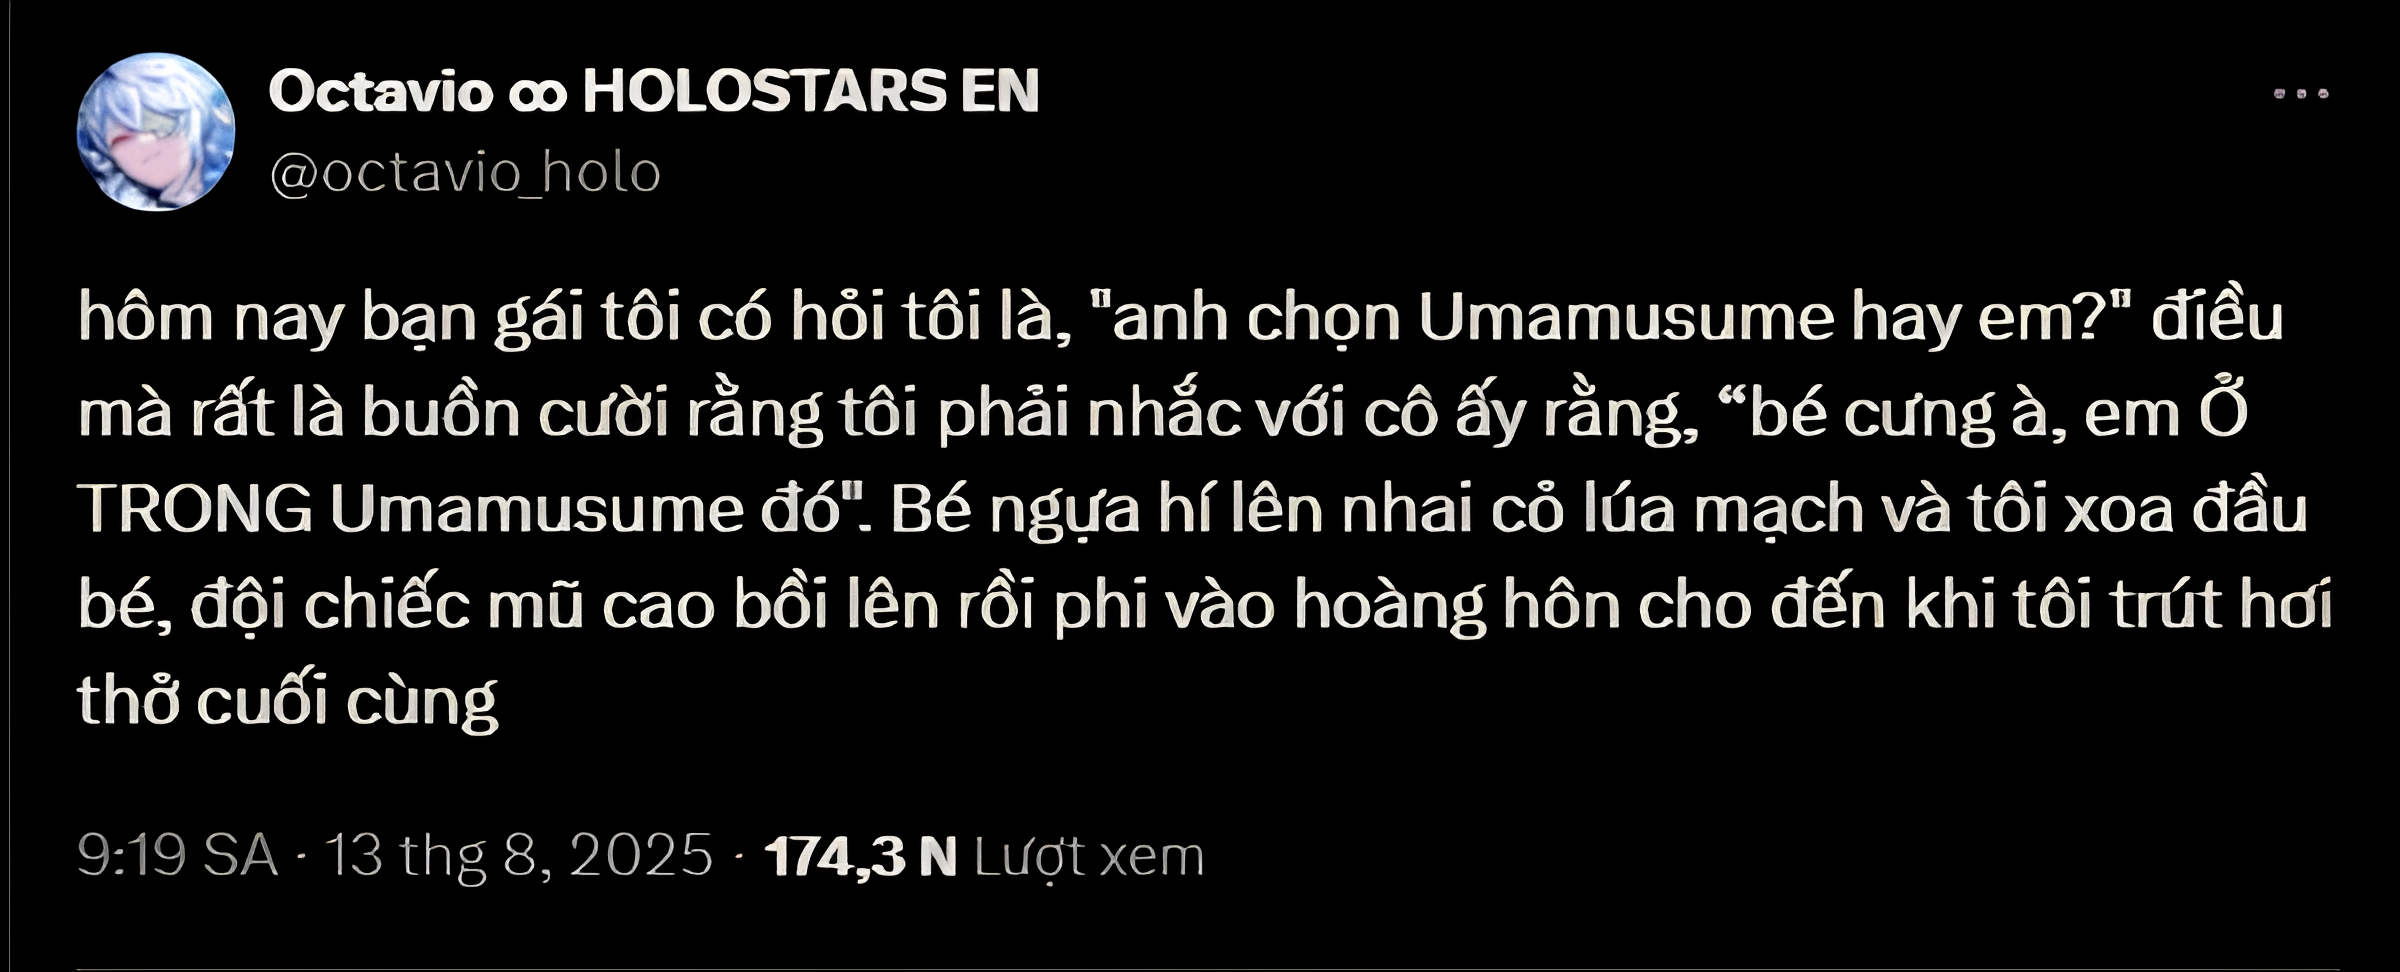 Octavio ∞ HOLOSTARS EN
@octavio_holo
hôm nay bạn gái tôi có hỏi tôi là, "anh chọn Umamusume hay em?" điều
mà rất là buồn cười rằng tôi phải nhắc với cô ấy rằng, “bé cưng à, em Ở
TRONG Umamusume đó". Bé ngựa hí lên nhai cỏ lúa mạch và tôi xoa đầu
bé, đội chiếc mũ cao bồi lên rồi phi vào hoàng hôn cho đến khi tôi trút hơi
thở cuối cùng
9:19 SA · 13 thg 8, 2025 · 174,3 N Lượt xem